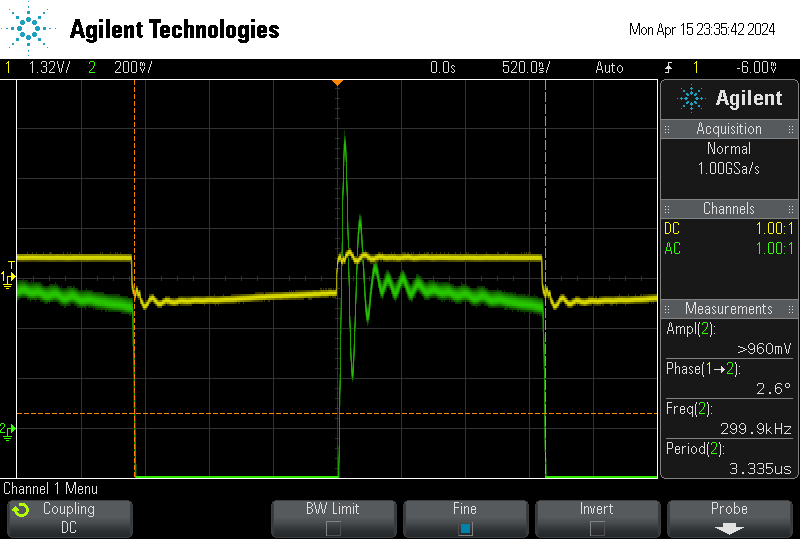 Agilent Technologies
Mon Apr 15 23:35:42 2024
1 1.32V/ 2 200mV/ 0.0s 520.0ns/ Auto 1 -6.00mV
Agilent
Acquisition
Normal
1.00GSa/s
Channels
DC 1.00:1
AC 1.00:1
Measurements
Ampl(2):
>960mV
Phase(1→2):
2.6°
Freq(2):
299.9kHz
Period(2):
3.335us
T
1
2
Channel 1 Menu
Coupling
DC
BW Limit
Fine
Invert
Probe